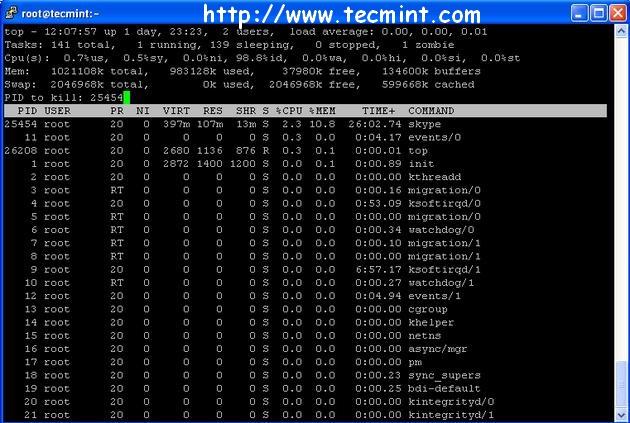 root@tecmint:~
http://www.tecmint.com
top - 12:07:57 up 1 day, 23:23,  2 users,  load average: 0.00, 0.00, 0.01
Tasks: 141 total,   1 running, 139 sleeping,   0 stopped,   1 zombie
Cpu(s):  0.7%us,  0.5%sy,  0.0%ni, 98.8%id,  0.0%wa,  0.0%hi,  0.0%si,  0.0%st
Mem:   1021108k total,   983128k used,    37980k free,   134600k buffers
Swap:  2046968k total,        0k used,  2046968k free,   599668k cached
PID to kill: 25454
PID USER PR NI VIRT RES SHR S %CPU %MEM TIME+ COMMAND
25454 root 20 0 397m 107m 13m S 2.3 10.8 26:02.74 skype
11 root 20 0 0 0 0 S 0.3 0.0 0:04.17 events/0
26208 root 20 0 2680 1136 876 R 0.3 0.1 0:00.01 top
1 root 20 0 2872 1400 1200 S 0.0 0.1 0:00.89 init
2 root 20 0 0 0 0 S 0.0 0.0 0:00.00 kthreadd
3 root RT 0 0 0 0 S 0.0 0.0 0:00.16 migration/0
4 root 20 0 0 0 0 S 0.0 0.0 0:53.09 ksoftirqd/0
5 root RT 0 0 0 0 S 0.0 0.0 0:00.00 migration/0
6 root RT 0 0 0 0 S 0.0 0.0 0:00.34 watchdog/0
7 root RT 0 0 0 0 S 0.0 0.0 0:00.10 migration/1
8 root RT 0 0 0 0 S 0.0 0.0 0:00.00 migration/1
9 root 20 0 0 0 0 S 0.0 0.0 6:57.17 ksoftirqd/1
10 root RT 0 0 0 0 S 0.0 0.0 0:00.27 watchdog/1
12 root 20 0 0 0 0 S 0.0 0.0 0:04.94 events/1
13 root 20 0 0 0 0 S 0.0 0.0 0:00.00 cgroup
14 root 20 0 0 0 0 S 0.0 0.0 0:00.00 khelper
15 root 20 0 0 0 0 S 0.0 0.0 0:00.00 netns
16 root 20 0 0 0 0 S 0.0 0.0 0:00.00 async/mgr
17 root 20 0 0 0 0 S 0.0 0.0 0:00.00 pm
18 root 20 0 0 0 0 S 0.0 0.0 0:00.23 sync_supers
19 root 20 0 0 0 0 S 0.0 0.0 0:00.25 bdi-default
20 root 20 0 0 0 0 S 0.0 0.0 0:00.00 kintegrityd/0
21 root 20 0 0 0 0 S 0.0 0.0 0:00.00 kintegrityd/1